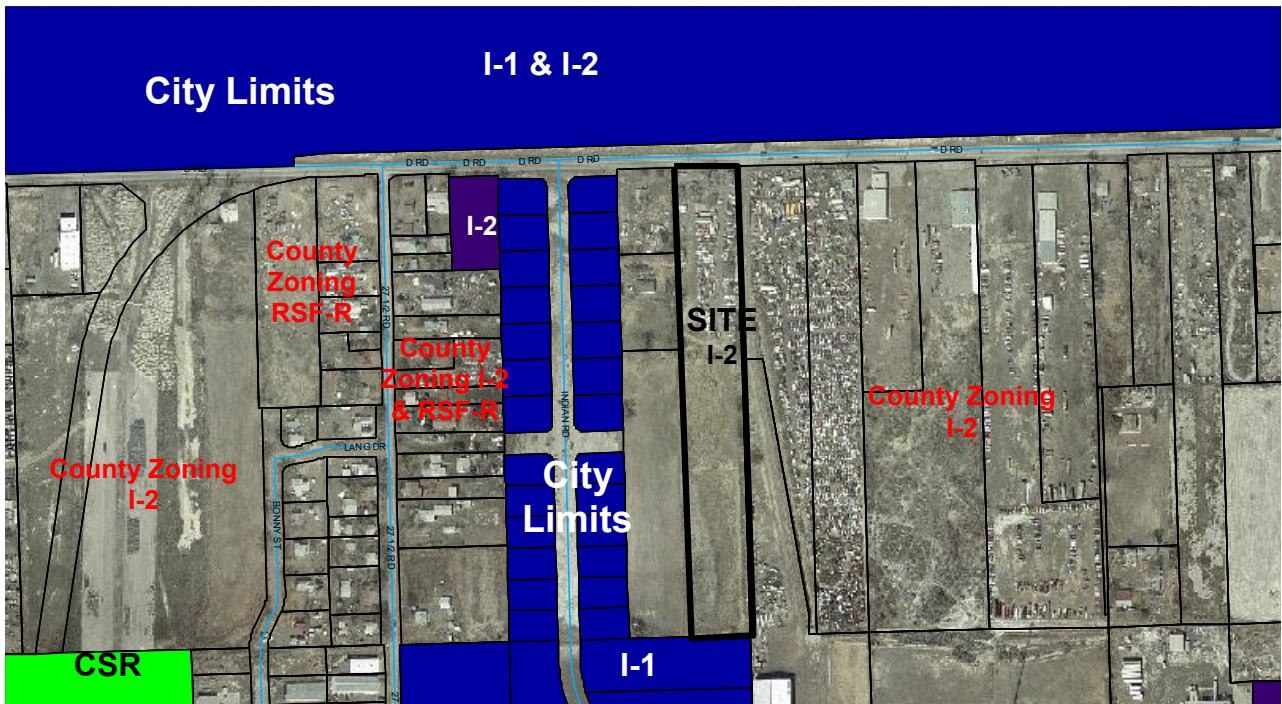 I-1 & I-2
City Limits
D RD
D RD
D RD
D RD
D RD
D RD
I-2
County
Zoning
RSF-R
27 1/2 RD
SITE
I-2
County
Zoning I-2
& RSF-R
INDIAN RD
County Zoning
I-2
LANG DR
County Zoning
I-2
City
Limits
BONNY ST
27 1/2 RD
CSR
I-1
27